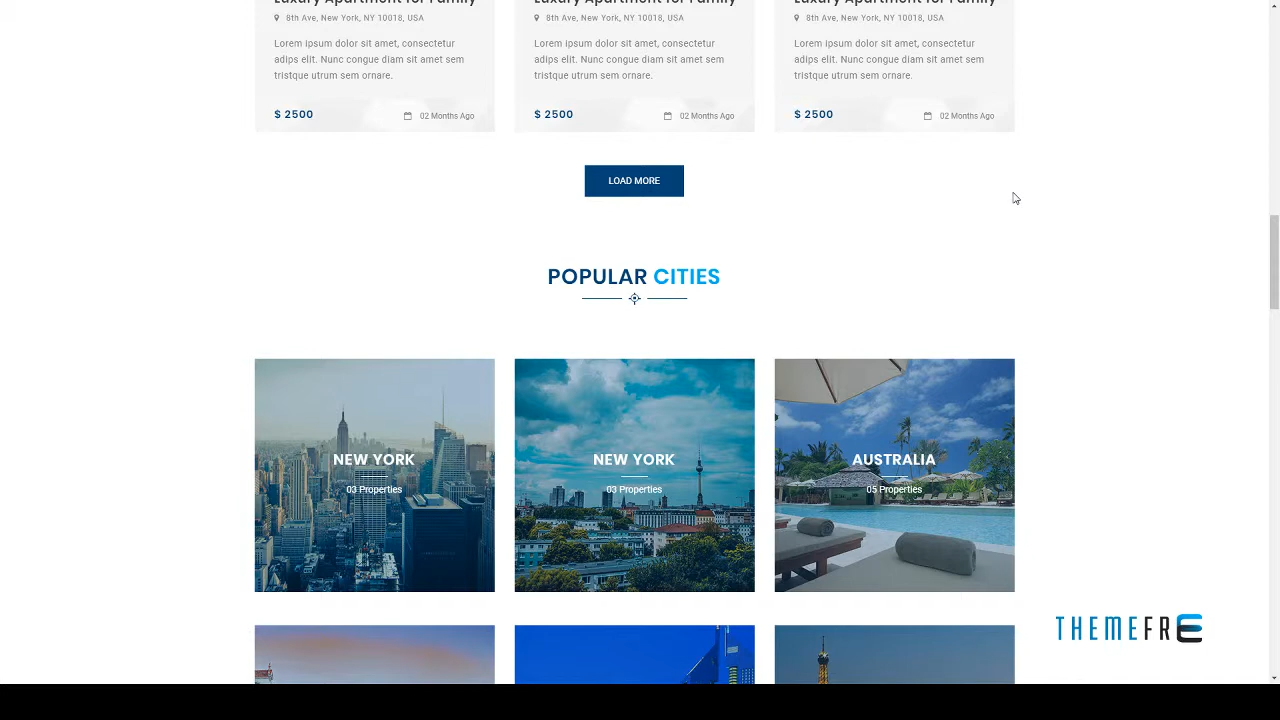 Luxury Apartment for Family
Luxury Apartment for Family
Luxury Apartment for Family
8th Ave, New York, NY 10018, USA
8th Ave, New York, NY 10018, USA
8th Ave, New York, NY 10018, USA
Lorem ipsum dolor sit amet, consectetur
adipis elit. Nunc congue diam sit amet sem
tristque utrum sem ornare.
Lorem ipsum dolor sit amet, consectetur
adipis elit. Nunc congue diam sit amet sem
tristque utrum sem ornare.
Lorem ipsum dolor sit amet, consectetur
adipis elit. Nunc congue diam sit amet sem
tristque utrum sem ornare.
$ 2500
02 Months Ago
$ 2500
02 Months Ago
$ 2500
02 Months Ago
LOAD MORE
POPULAR CITIES
NEW YORK
03 Properties
NEW YORK
03 Properties
AUSTRALIA
05 Properties
THEMEFRE